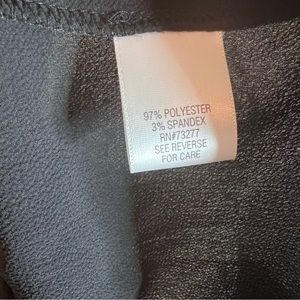 97% POLYESTER
3% SPANDEX
RN#73277
SEE REVERSE
FOR CARE